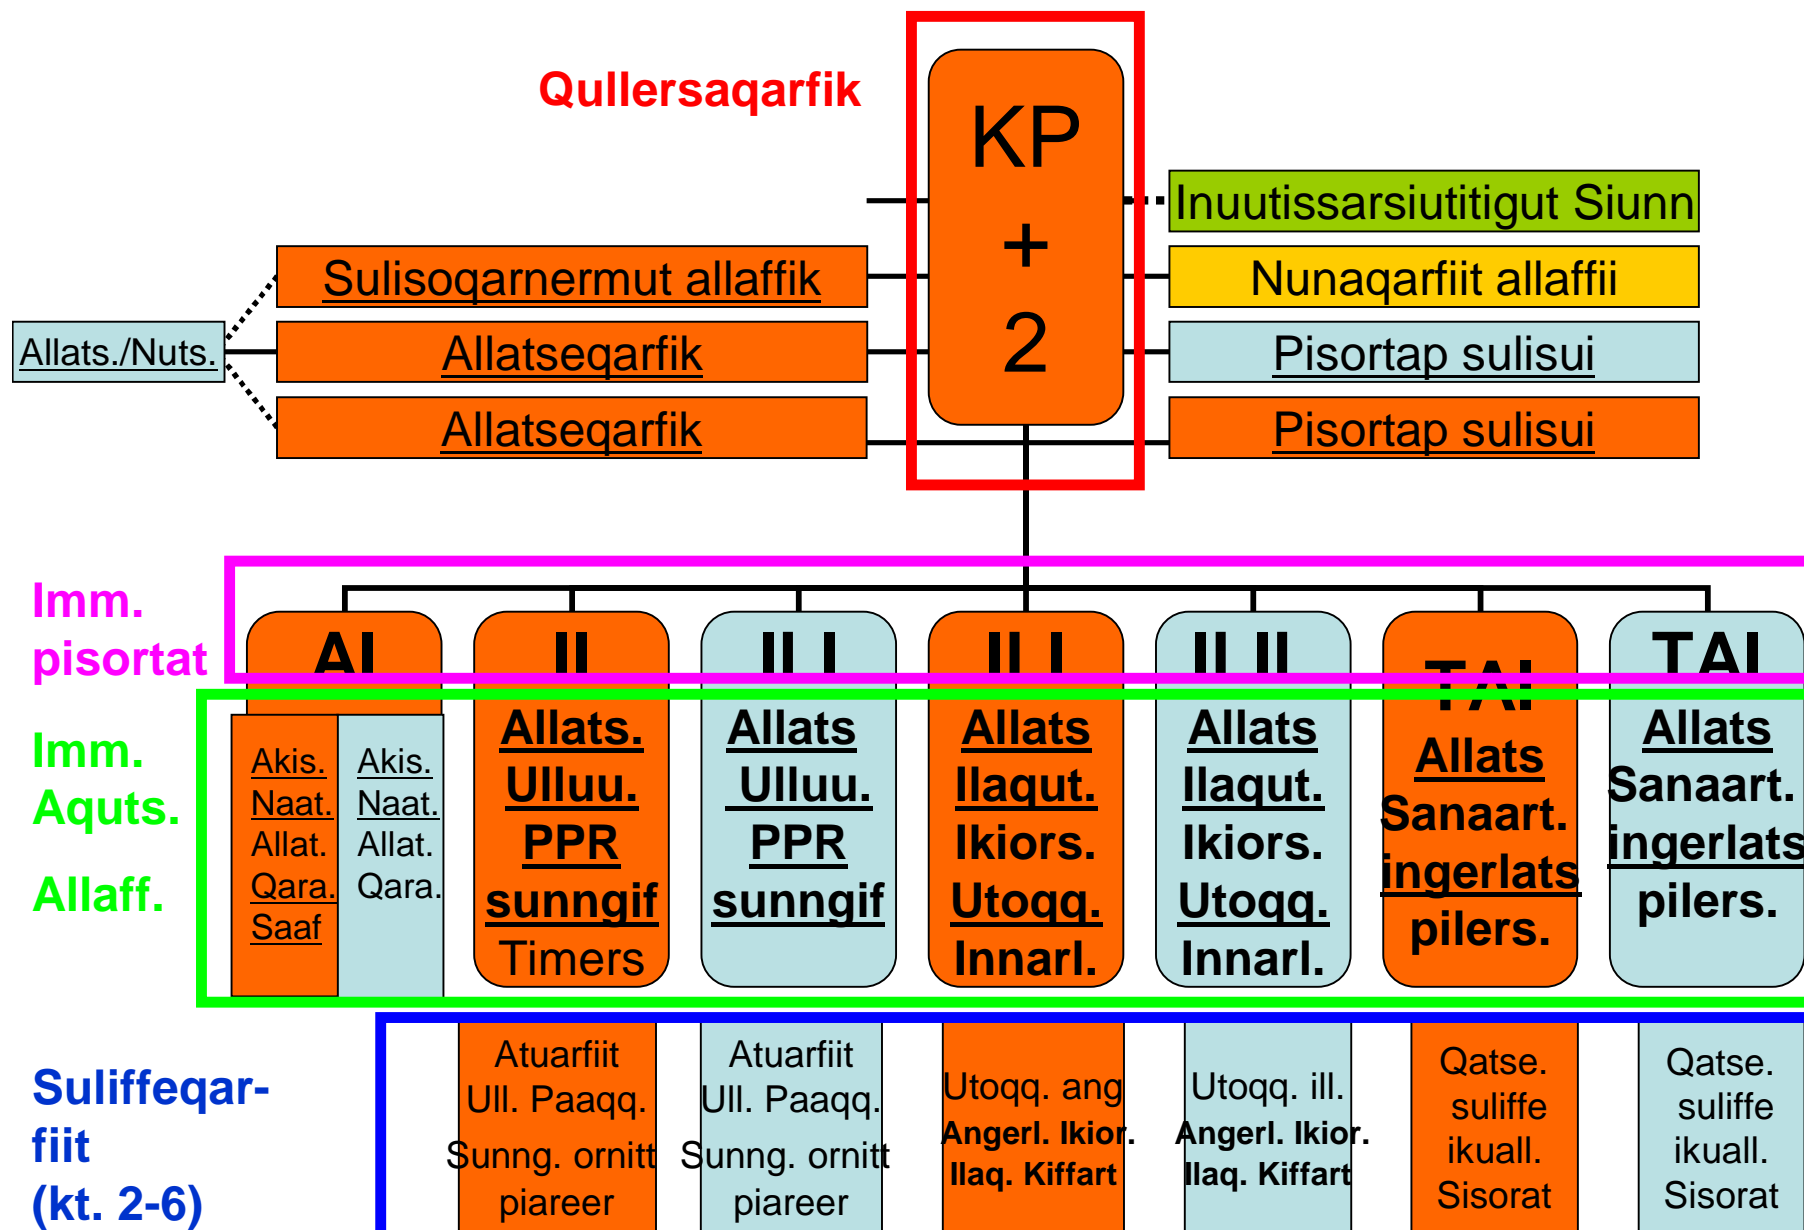 Qullersaqarfik
KP
+
2
Inuutissarsiutitigut Siunn
Sulisoqarnermut allaffik
Nunaqarfiit allaffii
Allats./Nuts.
Allatseqarfik
Pisortap sulisui
Allatseqarfik
Pisortap sulisui
Imm.
pisortat
AI
II
TAI
TAI
Imm.
Aquts.
Allaff.
Akis.
Naat.
Allat.
Qara.
Saaf
Akis.
Naat.
Allat.
Qara.
Allats.
Ulluu.
PPR
sunngif
Timers
Allats
Ulluu.
PPR
sunngif
Allats
Ilaqut.
Ikiors.
Utoqq.
Innarl.
Allats
Ilaqut.
Ikiors.
Utoqq.
Innarl.
Allats
Sanaart.
ingerlats
pilers.
Allats
Sanaart.
ingerlats
pilers.
Suliffeqar-
fiit
(kt. 2-6)
Atuarfiit
Ull. Paaqq.
Sunng. ornitt
piareer
Atuarfiit
Ull. Paaqq.
Sunng. ornitt
piareer
Utoqq. ang
Angerl. Ikior.
Ilaq. Kiffart
Utoqq. ill.
Angerl. Ikior.
Ilaq. Kiffart
Qatse.
suliffe
ikuall.
Sisorat
Qatse.
suliffe
ikuall.
Sisorat